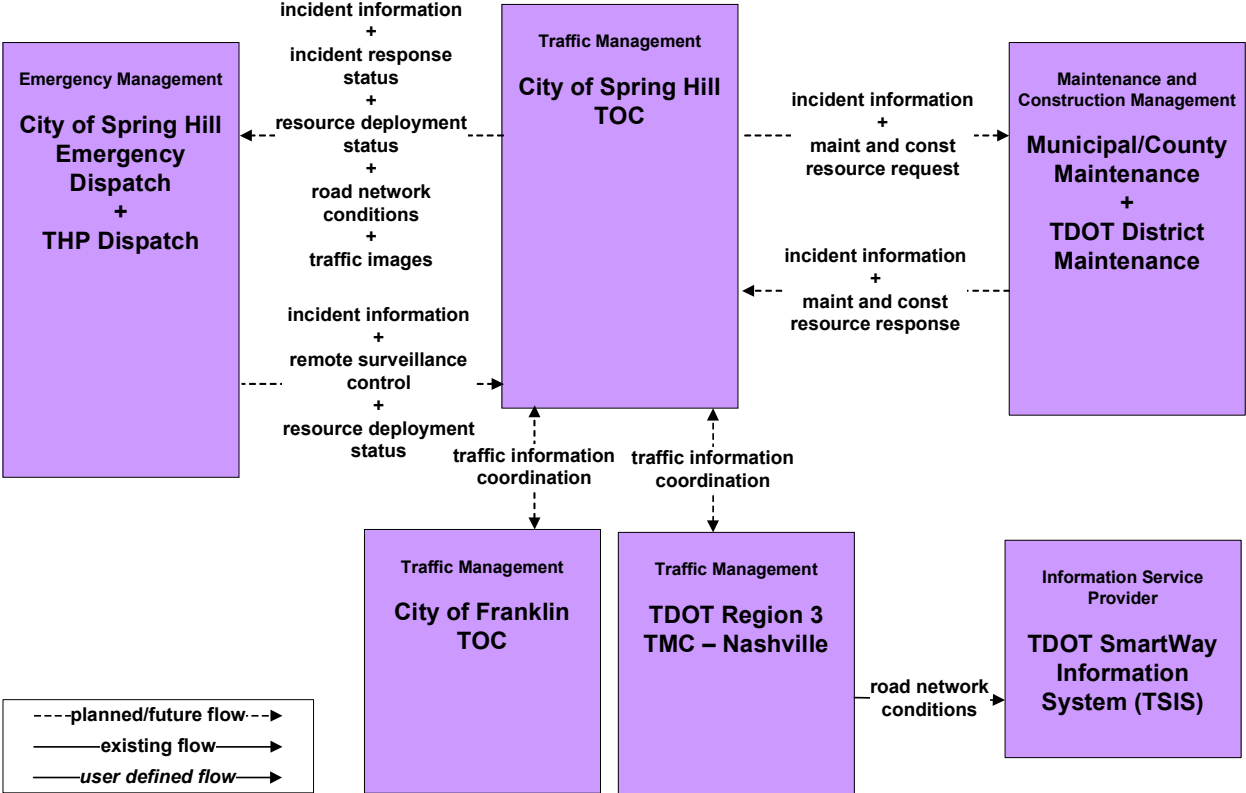 incident information
+
incident response
status
+
resource deployment
status
+
road network
conditions
+
traffic images
Emergency Management
City of Spring Hill
Emergency
Dispatch
+
THP Dispatch
Traffic Management
City of Spring Hill
TOC
incident information
+
maint and const
resource request
Maintenance and
Construction Management
Municipal/County
Maintenance
+
TDOT District
Maintenance
incident information
+
maint and const
resource response
incident information
+
remote surveillance
control
+
resource deployment
status
traffic information
coordination
traffic information
coordination
Traffic Management
City of Franklin
TOC
Traffic Management
TDOT Region 3
TMC – Nashville
road network
conditions
Information Service
Provider
TDOT SmartWay
Information
System (TSIS)
planned/future flow
existing flow
user defined flow